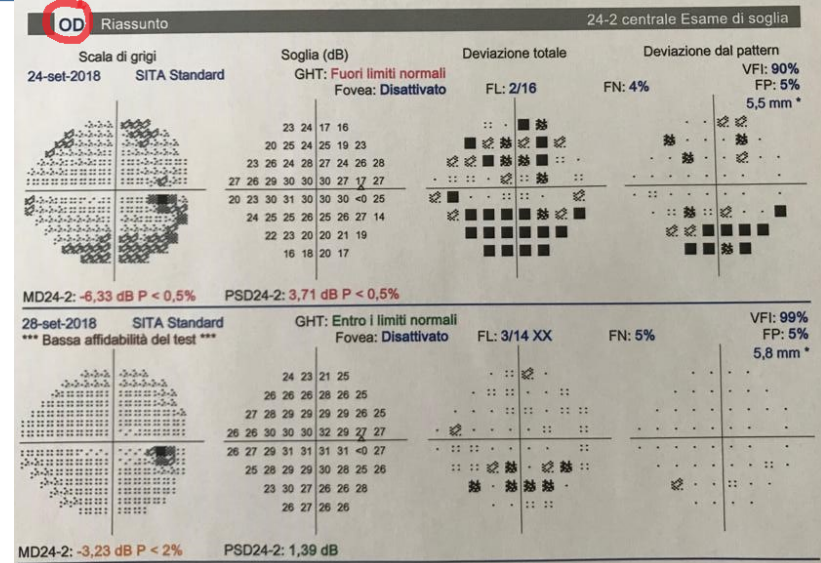 OD Riassunto 24-2 centrale Esame di soglia
Scala di grigi Soglia (dB) Deviazione totale Deviazione dal pattern
24-set-2018 SITA Standard GHT: Fuori limiti normali VFI: 90%
Fovea: Disattivato FL: 2/16 FN: 4% FP: 5%
5,5 mm *
23 24 17 16
20 25 24 25 19 23
23 26 24 28 27 24 26 28
27 26 29 30 30 30 27 17 27
20 23 30 31 30 30 30 <0 25
24 25 25 25 26 26 27 14
22 23 20 20 21 19
16 18 20 17
MD24-2: -6,33 dB P < 0,5% PSD24-2: 3,71 dB P < 0,5%
28-set-2018 SITA Standard GHT: Entro i limiti normali VFI: 99%
*** Bassa affidabilità del test *** Fovea: Disattivato FL: 3/14 XX FN: 5% FP: 5%
5,8 mm *
24 23 21 25
26 26 26 28 26 25
27 28 29 29 29 29 26 25
26 26 30 30 30 32 29 27 27
26 27 29 31 31 31 31 <0 27
25 28 29 29 30 28 25 26
23 30 27 26 26 28
26 27 26 26
MD24-2: -3,23 dB P < 2% PSD24-2: 1,39 dB